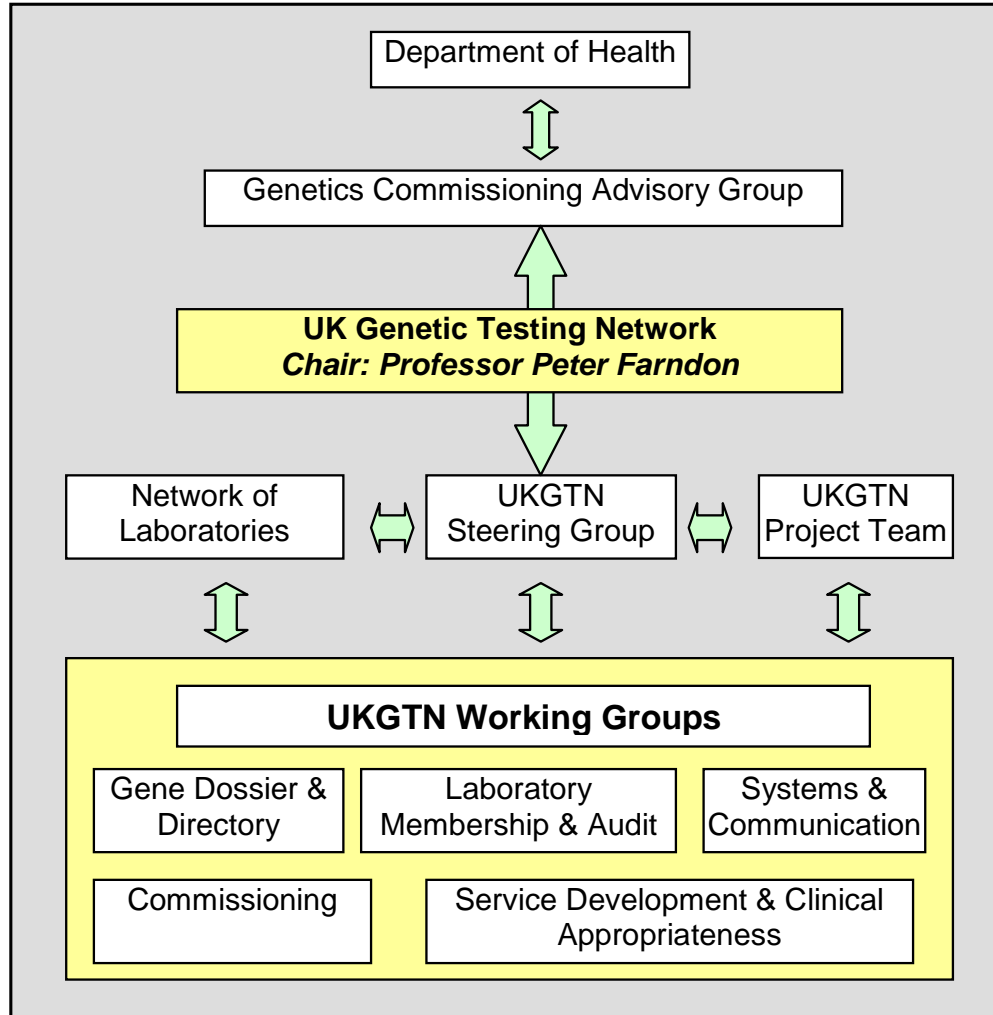 Department of Health
Genetics Commissioning Advisory Group
UK Genetic Testing Network
Chair: Professor Peter Farndon
Network of
Laboratories
UKGTN
Steering Group
UKGTN
Project Team
UKGTN Working Groups
Gene Dossier &
Directory
Laboratory
Membership & Audit
Systems &
Communication
Commissioning
Service Development & Clinical
Appropriateness